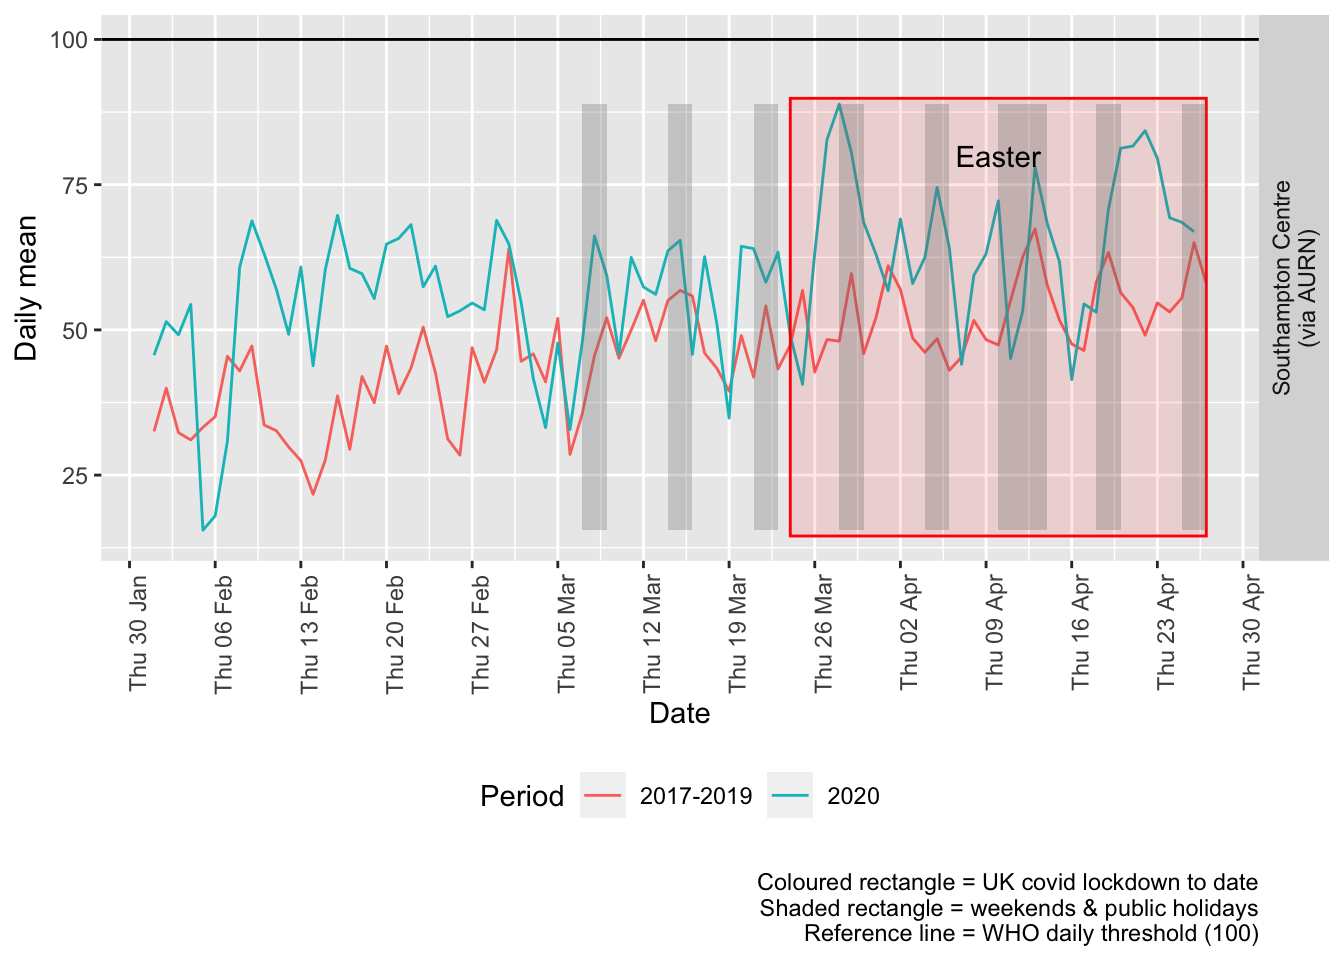 100
75
50
25
Daily mean
Easter
Southampton Centre
(via AURN)
Thu 30 Jan
Thu 06 Feb
Thu 13 Feb
Thu 20 Feb
Thu 27 Feb
Thu 05 Mar
Thu 12 Mar
Thu 19 Mar
Thu 26 Mar
Thu 02 Apr
Thu 09 Apr
Thu 16 Apr
Thu 23 Apr
Thu 30 Apr
Date
Period 2017-2019 2020
Coloured rectangle = UK covid lockdown to date
Shaded rectangle = weekends & public holidays
Reference line = WHO daily threshold (100)